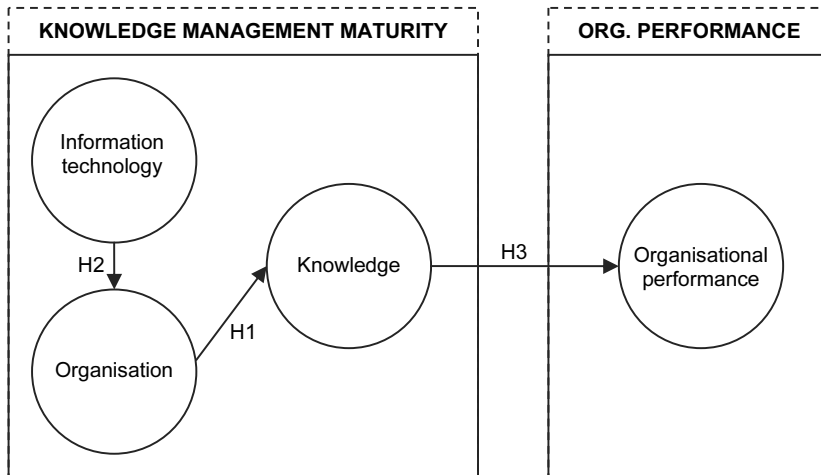 KNOWLEDGE MANAGEMENT MATURITY
ORG. PERFORMANCE
Information
technology
H2
Organisation
H1
Knowledge
H3
Organisational
performance